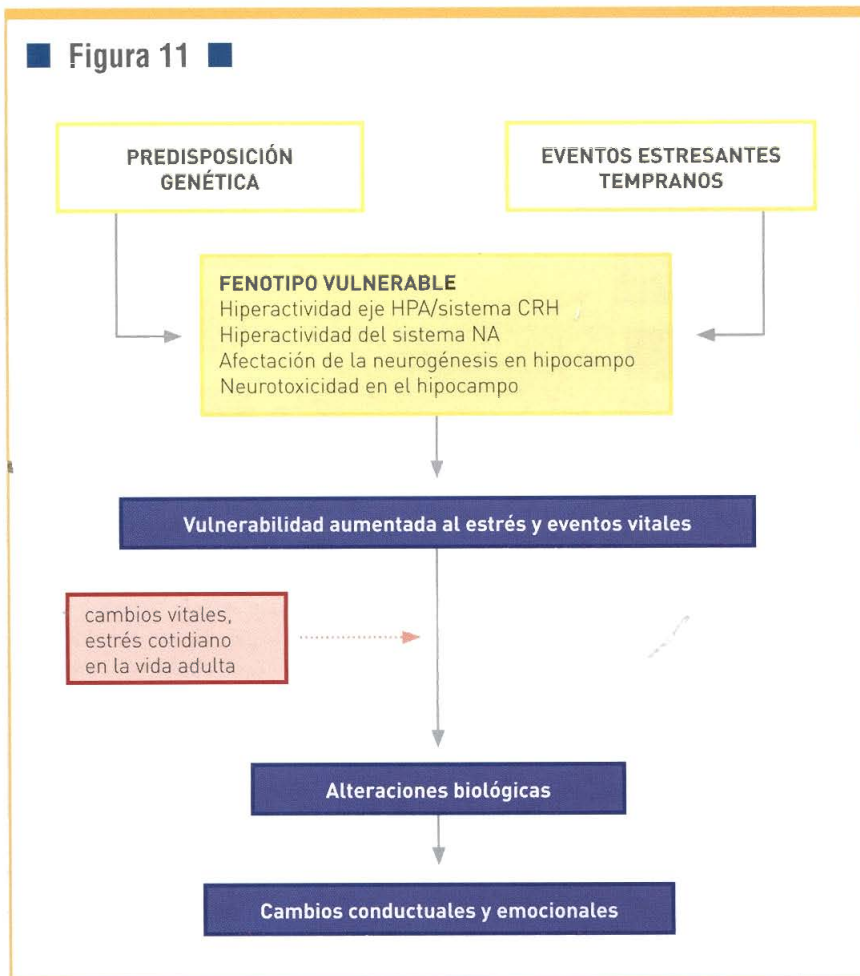 Figura 11
PREDISPOSICIÓN
GENÉTICA
EVENTOS ESTRESANTES
TEMPRANOS
FENOTIPO VULNERABLE
Hiperactividad eje HPA/sistema CRH
Hiperactividad del sistema NA
Afectación de la neurogénesis en hipocampo
Neurotoxicidad en el hipocampo
Vulnerabilidad aumentada al estrés y eventos vitales
cambios vitales,
estrés cotidiano
en la vida adulta
Alteraciones biológicas
Cambios conductuales y emocionales